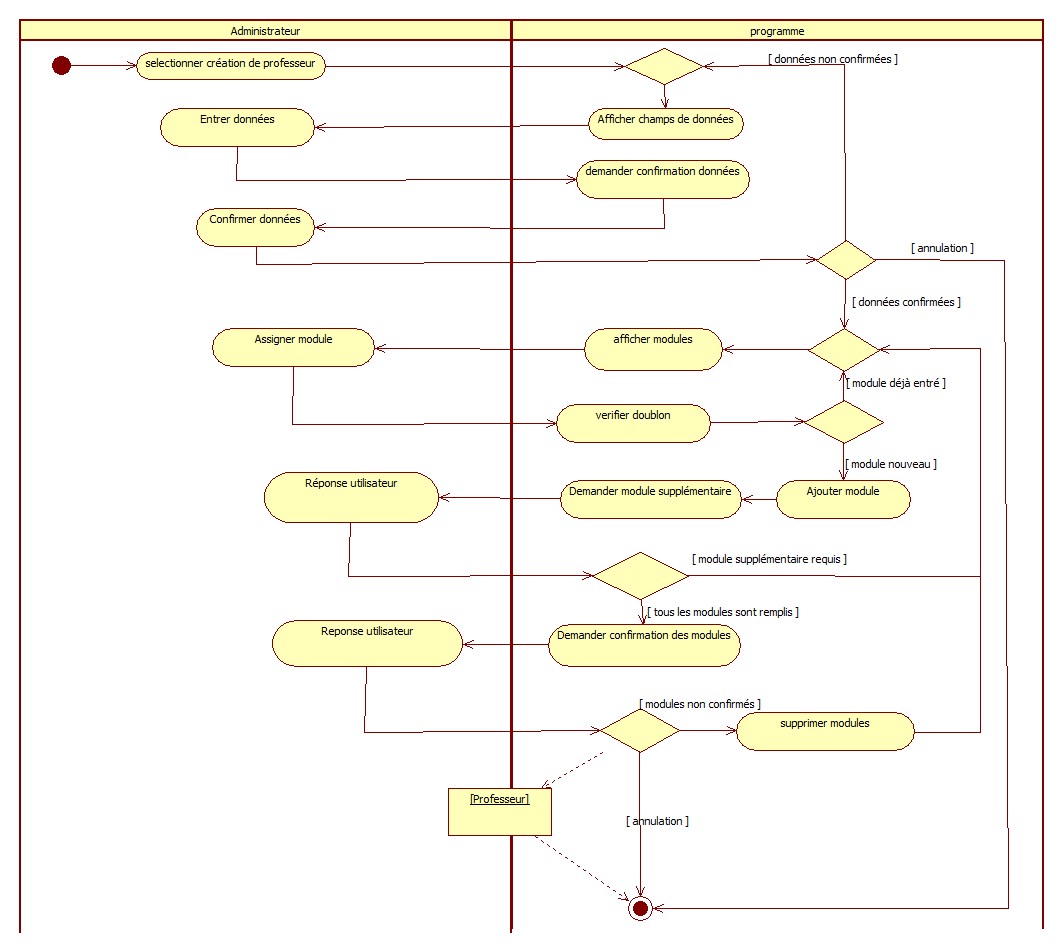 Administrateur
programme
selectionner création de professeur
[ données non confirmées ]
Entrer données
Afficher champs de données
demander confirmation données
Confirmer données
[ annulation ]
[ données confirmées ]
Assigner module
afficher modules
[ module déjà entré ]
verifier doublon
[ module nouveau ]
Réponse utilisateur
Demander module supplémentaire
Ajouter module
[ module supplémentaire requis ]
[ tous les modules sont remplis ]
Reponse utilisateur
Demander confirmation des modules
[ modules non confirmés ]
supprimer modules
[Professeur]
[ annulation ]